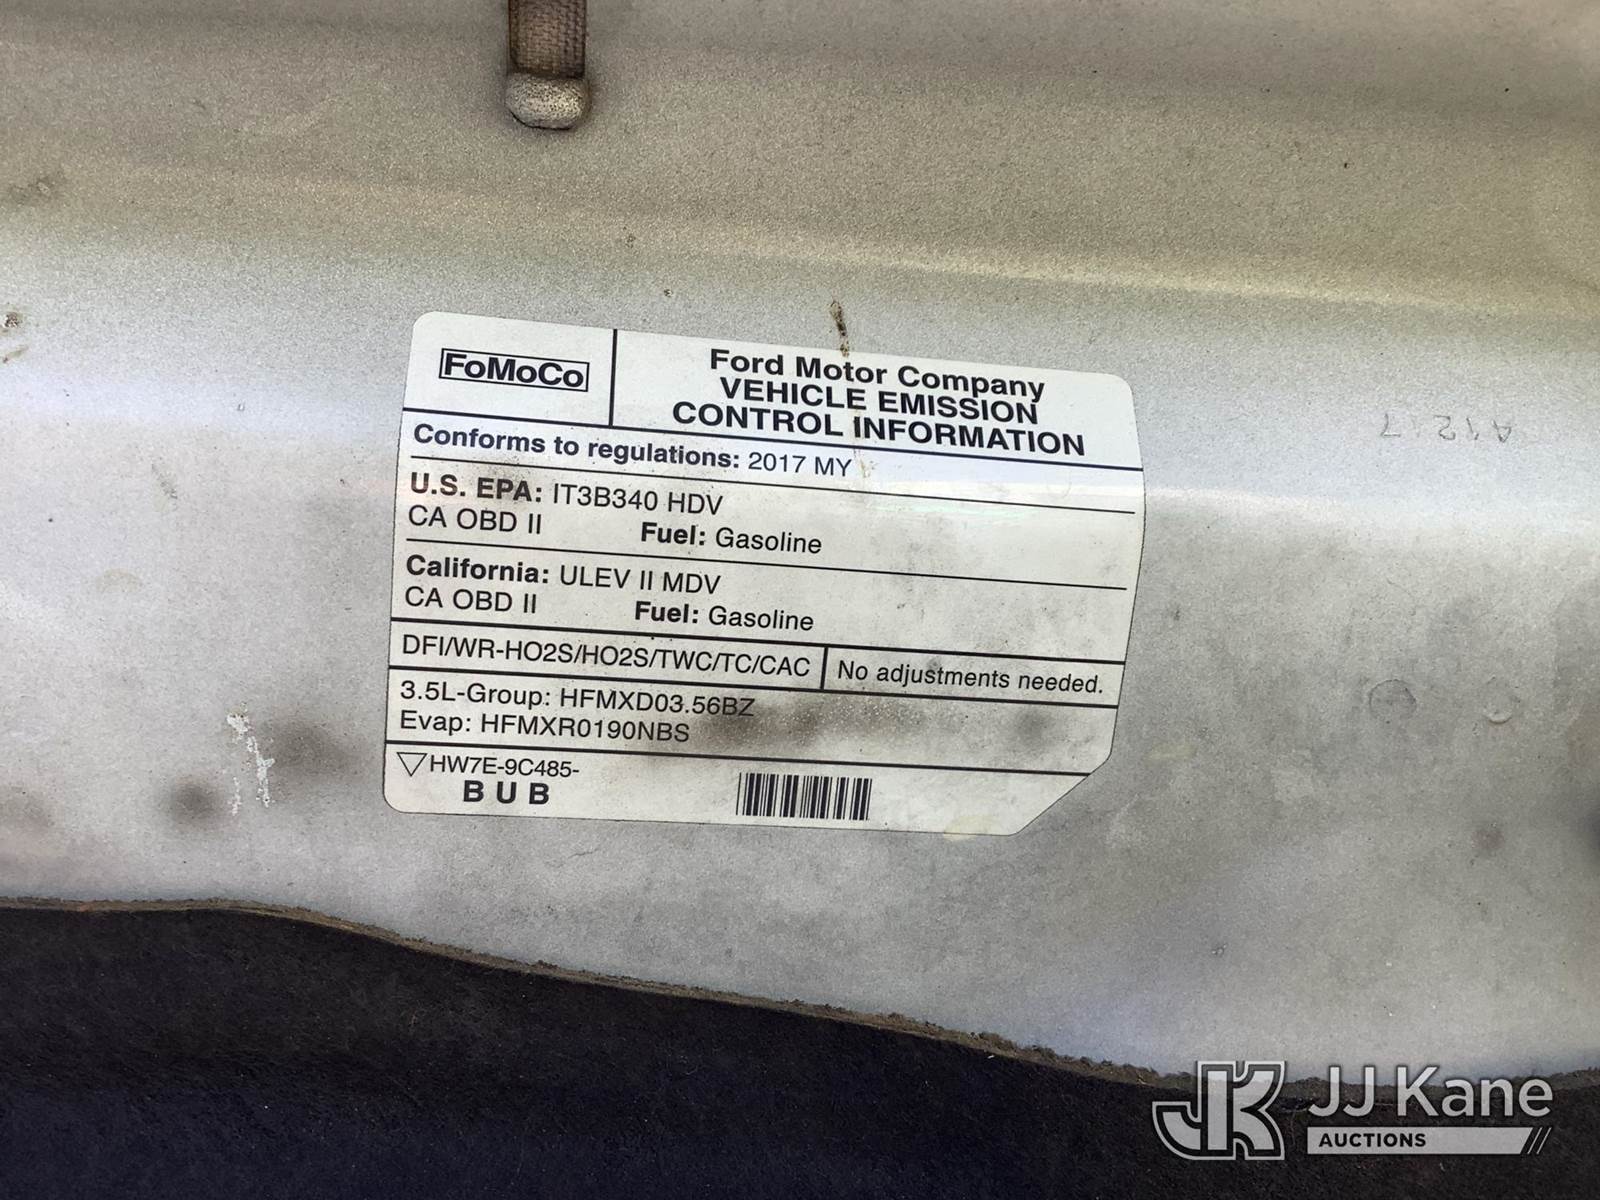 FoMoCo
Ford Motor Company
VEHICLE EMISSION
CONTROL INFORMATION
Conforms to regulations: 2017 MY
U.S. EPA: IT3B340 HDV
CA OBD II Fuel: Gasoline
California: ULEV II MDV
CA OBD II Fuel: Gasoline
DFI/WR-HO2S/HO2S/TWC/TC/CAC No adjustments needed.
3.5L-Group: HFMXD03.56BZ
Evap: HFMXR0190NBS
HW7E-9C485-
BUB
JK JJ Kane
AUCTIONS